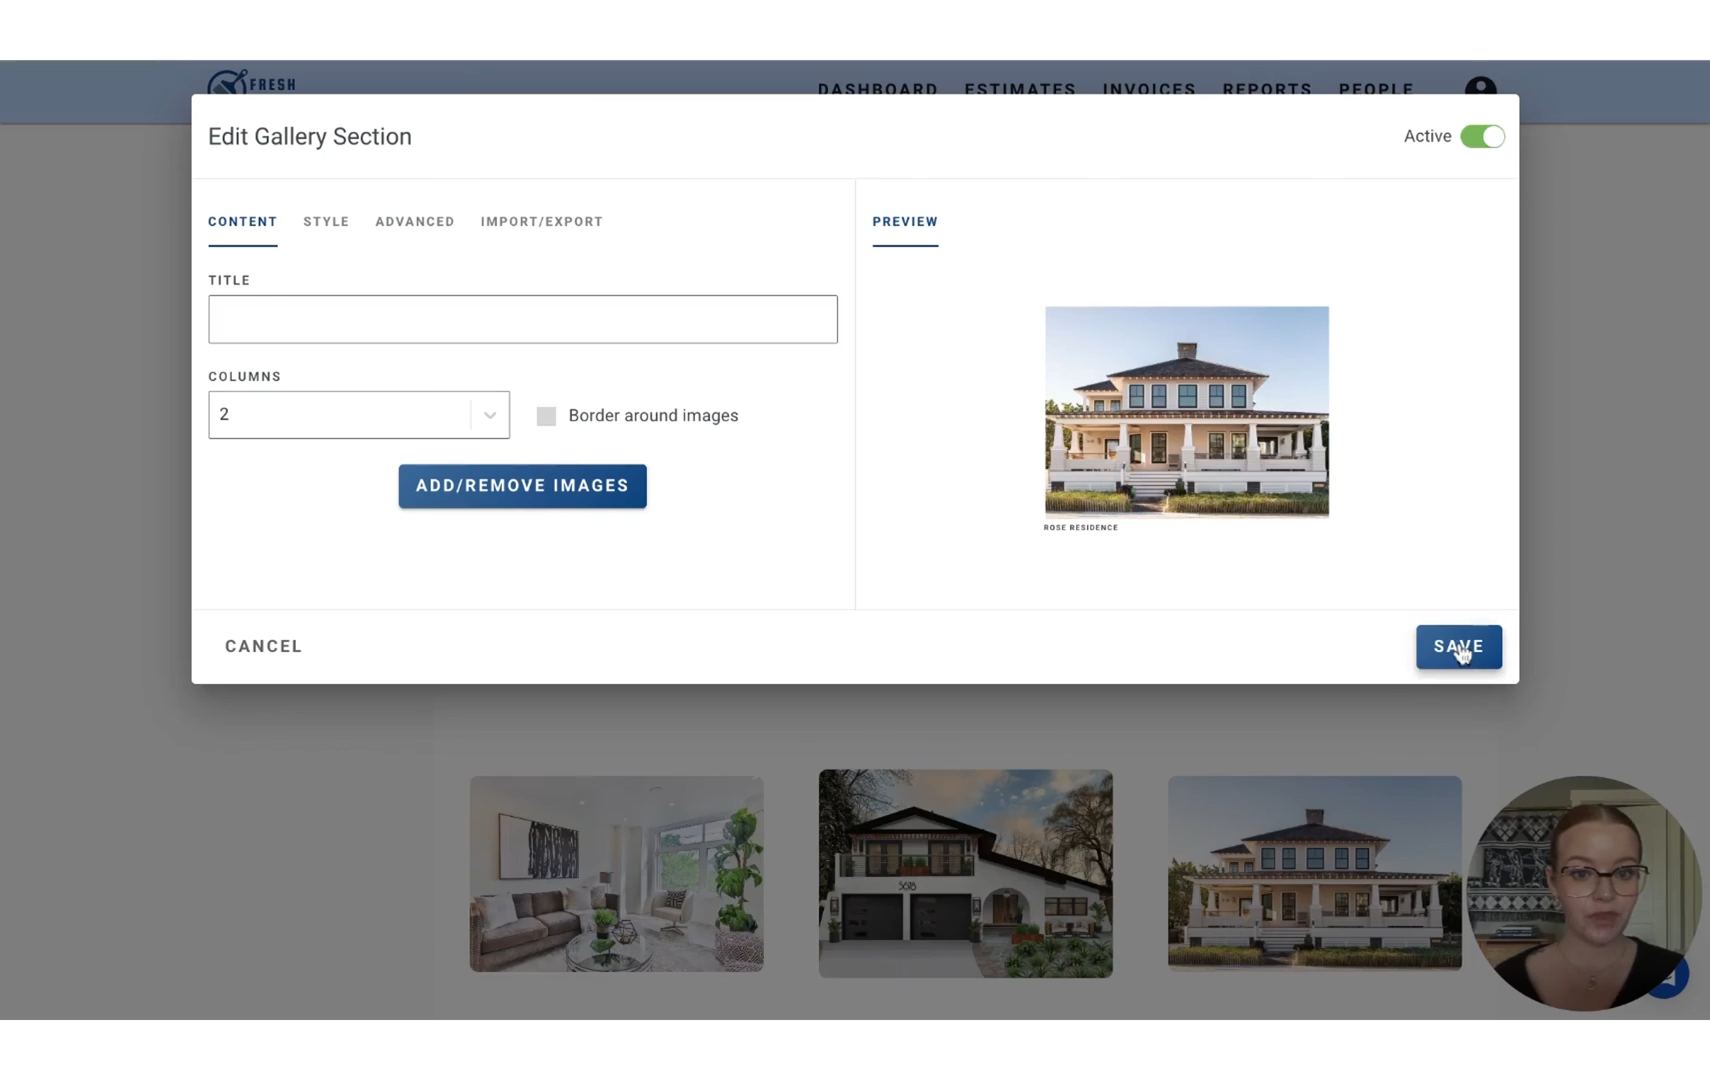 FRESH
DASHBOARD ESTIMATES INVOICES REPORTS PEOPLE
Edit Gallery Section
Active
CONTENT STYLE ADVANCED IMPORT/EXPORT
PREVIEW
TITLE
COLUMNS
2
Border around images
ADD/REMOVE IMAGES
ROSE RESIDENCE
CANCEL
SAVE
5678